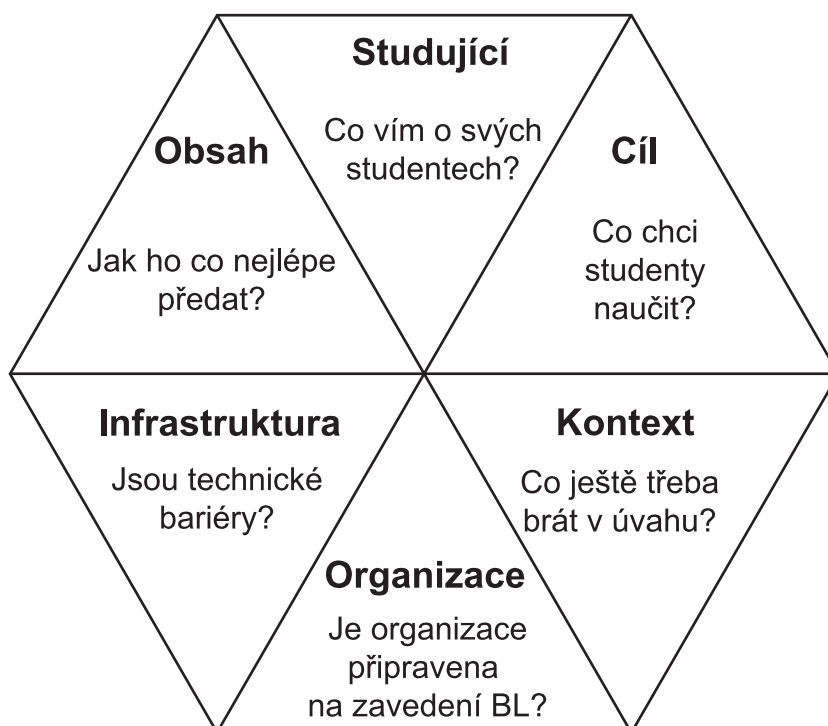 Studující
Co vím o svých
studentech?
Obsah
Jak ho co nejlépe
předat?
Cíl
Co chci
studenty
naučit?
Infrastruktura
Jsou technické
bariéry?
Kontext
Co ještě třeba
brát v úvahu?
Organizace
Je organizace
připravena
na zavedení BL?